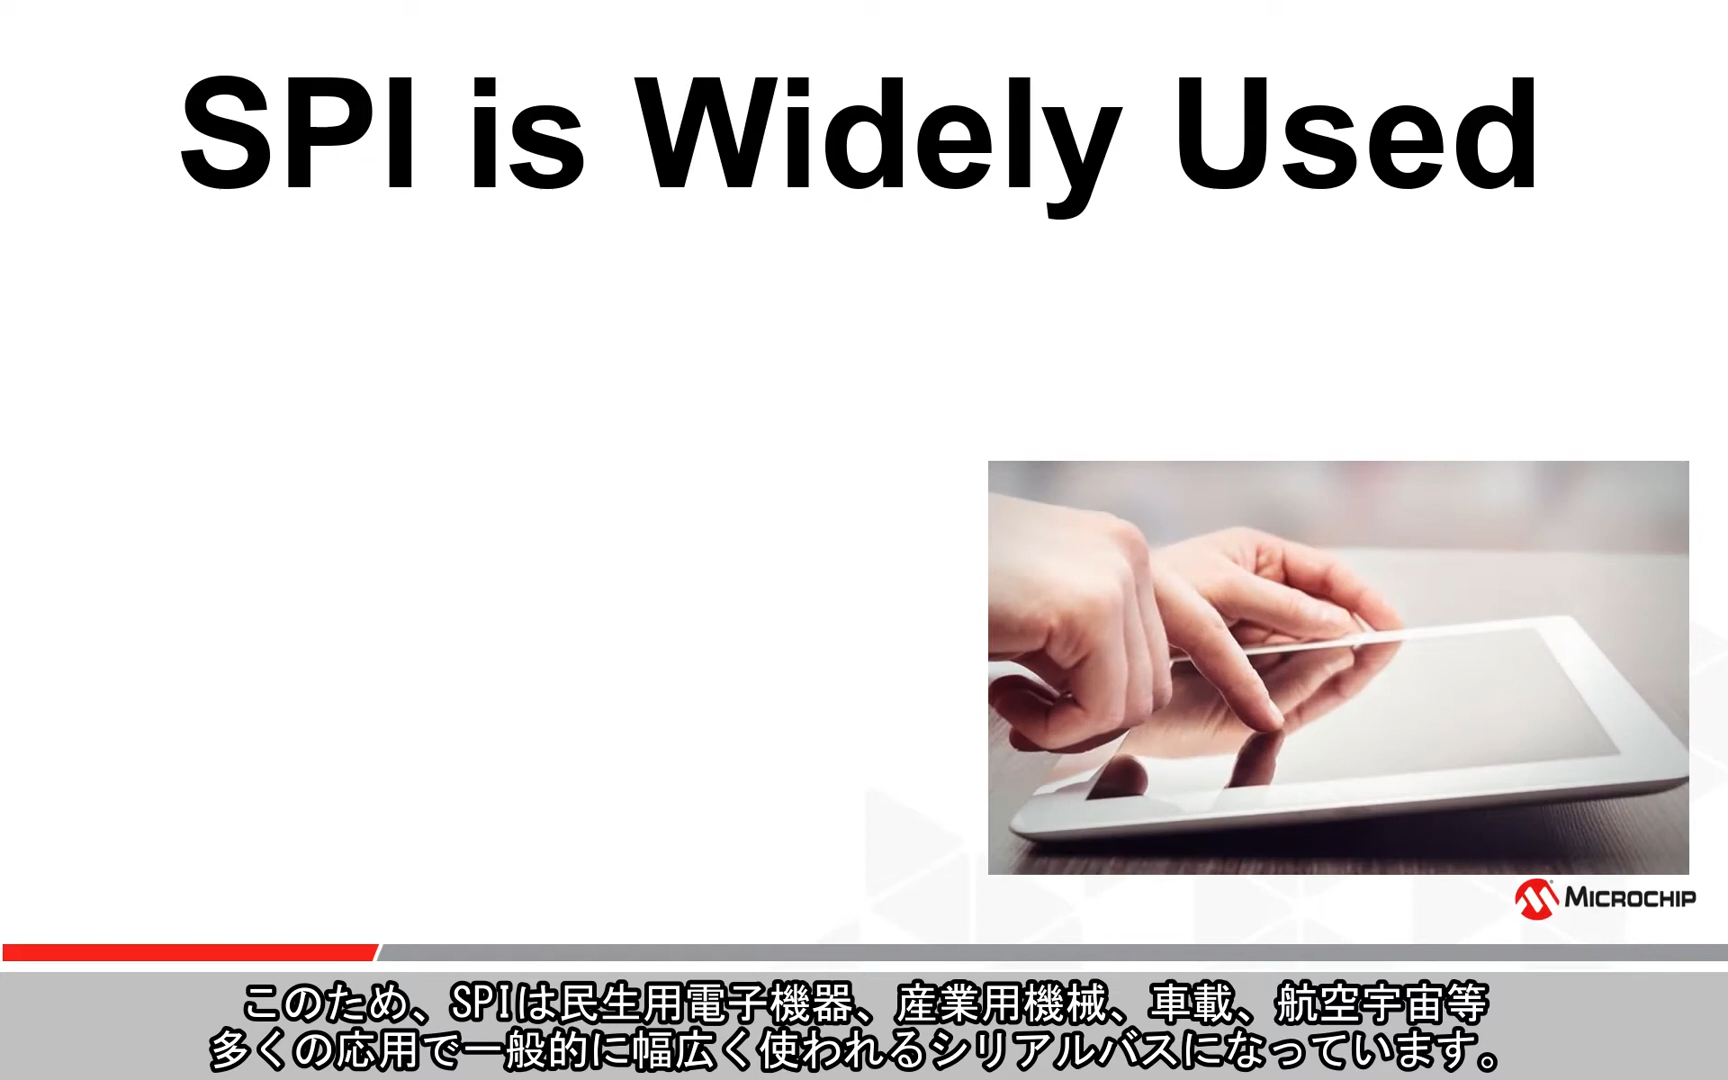 SPI is Widely Used
MICROCHIP
このため、SPIは民生用電子機器、産業用機械、車載、航空宇宙等
多くの応用で一般的に幅広く使われるシリアルバスになっています。